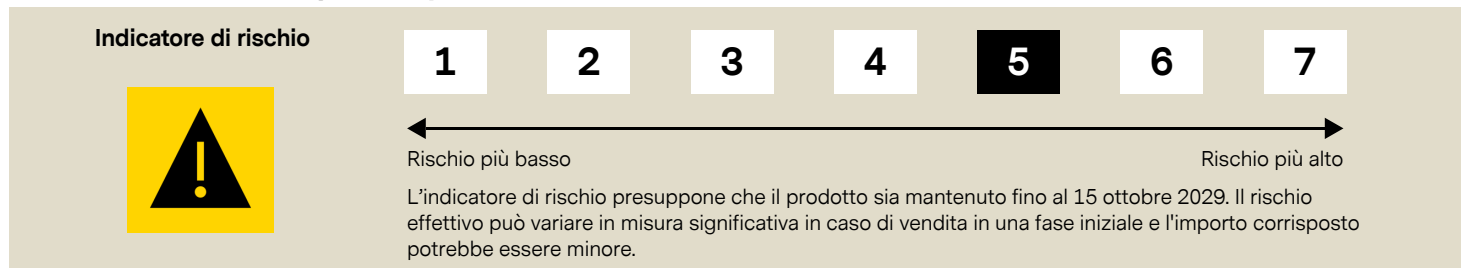 Indicatore di rischio
1 2 3 4 5 6 7
Rischio più basso Rischio più alto
L'indicatore di rischio presuppone che il prodotto sia mantenuto fino al 15 ottobre 2029. Il rischio
effettivo può variare in misura significativa in caso di vendita in una fase iniziale e l'importo corrisposto
potrebbe essere minore.